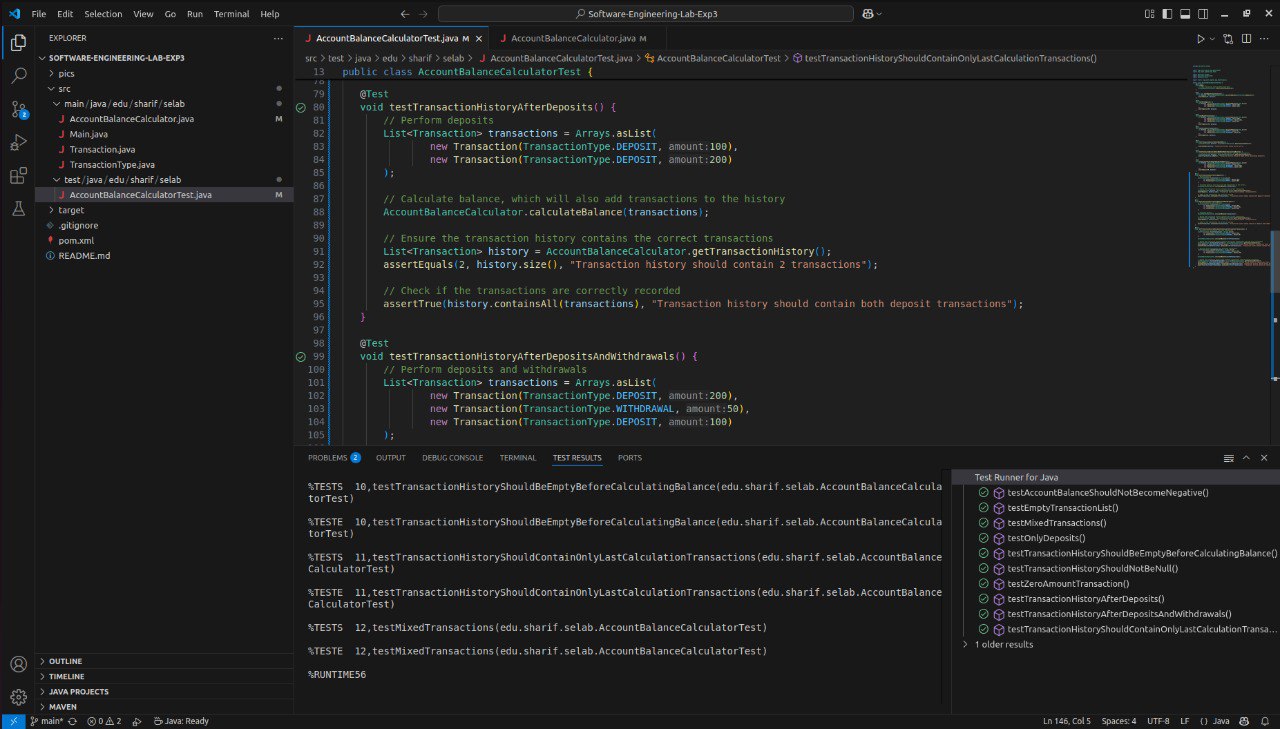 File Edit Selection View Go Run Terminal Help
Software-Engineering-Lab-Exp3
EXPLORER
SOFTWARE-ENGINEERING-LAB-EXP3
pics
src
main/java/edu/sharif/selab
AccountBalanceCalculator.java M
Main.java
Transaction.java
TransactionType.java
test/java/edu/sharif/selab
AccountBalanceCalculatorTest.java M
target
.gitignore
pom.xml
README.md
OUTLINE
TIMELINE
JAVA PROJECTS
MAVEN
2
AccountBalanceCalculatorTest.java M
AccountBalanceCalculator.java M
src > test > java > edu > sharif > selab > AccountBalanceCalculatorTest.java > AccountBalanceCalculatorTest > testTransactionHistoryShouldContainOnlyLastCalculationTransactions()
13 public class AccountBalanceCalculatorTest {
78
79 @Test
80 void testTransactionHistoryAfterDeposits() {
81 // Perform deposits
82 List<Transaction> transactions = Arrays.asList(
83 new Transaction(TransactionType.DEPOSIT, amount:100),
84 new Transaction(TransactionType.DEPOSIT, amount:200)
85 );
86
87 // Calculate balance, which will also add transactions to the history
88 AccountBalanceCalculator.calculateBalance(transactions);
89
90 // Ensure the transaction history contains the correct transactions
91 List<Transaction> history = AccountBalanceCalculator.getTransactionHistory();
92 assertEquals(2, history.size(), "Transaction history should contain 2 transactions");
93
94 // Check if the transactions are correctly recorded
95 assertTrue(history.containsAll(transactions), "Transaction history should contain both deposit transactions");
96 }
97
98 @Test
99 void testTransactionHistoryAfterDepositsAndWithdrawals() {
100 // Perform deposits and withdrawals
101 List<Transaction> transactions = Arrays.asList(
102 new Transaction(TransactionType.DEPOSIT, amount:200),
103 new Transaction(TransactionType.WITHDRAWAL, amount:50),
104 new Transaction(TransactionType.DEPOSIT, amount:100)
105 );
PROBLEMS 2 OUTPUT DEBUG CONSOLE TERMINAL TEST RESULTS PORTS
%TESTS 10,testTransactionHistoryShouldBeEmptyBeforeCalculatingBalance(edu.sharif.selab.AccountBalanceCalcula
torTest)
%TESTE 10,testTransactionHistoryShouldBeEmptyBeforeCalculatingBalance(edu.sharif.selab.AccountBalanceCalcula
torTest)
%TESTS 11,testTransactionHistoryShouldContainOnlyLastCalculationTransactions(edu.sharif.selab.AccountBalance
CalculatorTest)
%TESTE 11,testTransactionHistoryShouldContainOnlyLastCalculationTransactions(edu.sharif.selab.AccountBalance
CalculatorTest)
%TESTS 12,testMixedTransactions(edu.sharif.selab.AccountBalanceCalculatorTest)
%TESTE 12,testMixedTransactions(edu.sharif.selab.AccountBalanceCalculatorTest)
%RUNTIME56
Test Runner for Java
testAccountBalanceShouldNotBecomeNegative()
testEmptyTransactionList()
testMixedTransactions()
testOnlyDeposits()
testTransactionHistoryShouldBeEmptyBeforeCalculatingBalance()
testTransactionHistoryShouldNotBeNull()
testZeroAmountTransaction()
testTransactionHistoryAfterDeposits()
testTransactionHistoryAfterDepositsAndWithdrawals()
testTransactionHistoryShouldContainOnlyLastCalculationTransa...
1 older results
main* 0 2 Java: Ready Ln 146, Col 5 Spaces: 4 UTF-8 LF {} Java